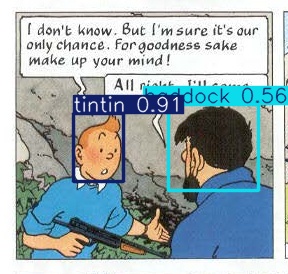 I don't know. But I'm sure it's our
only chance. For goodness sake
make up your mind!
All right, I'll come
tintin 0.91
haddock 0.56